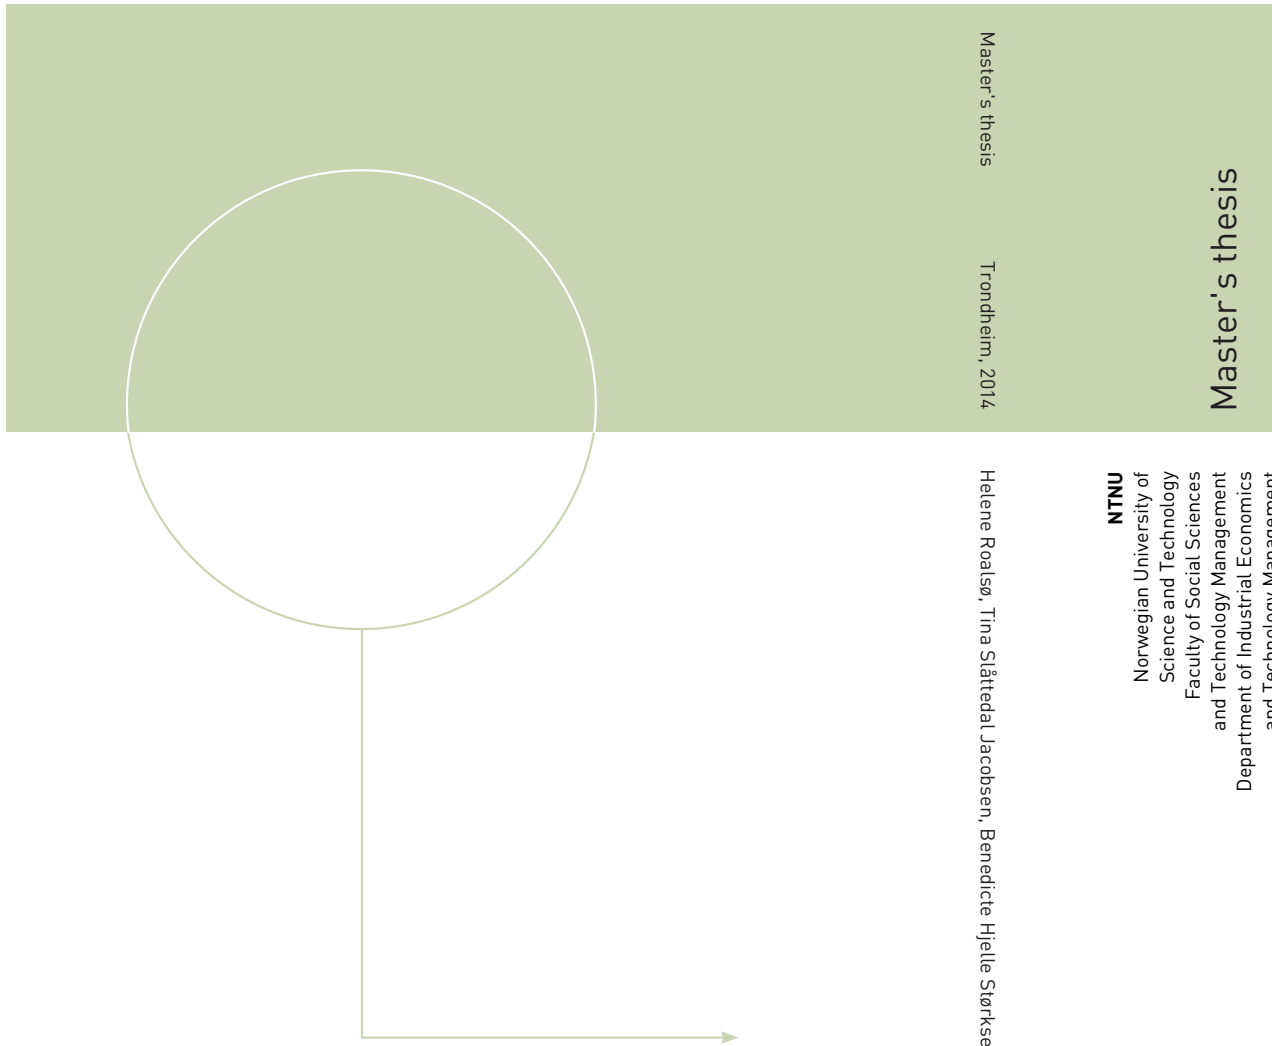 Master's thesis
Trondheim, 2014
Helene Roalsø, Tina Slåttedal Jacobsen, Benedicte Hjelle Størkse
Master's thesis
NTNU
Norwegian University of
Science and Technology
Faculty of Social Sciences
and Technology Management
Department of Industrial Economics
and Technology Management